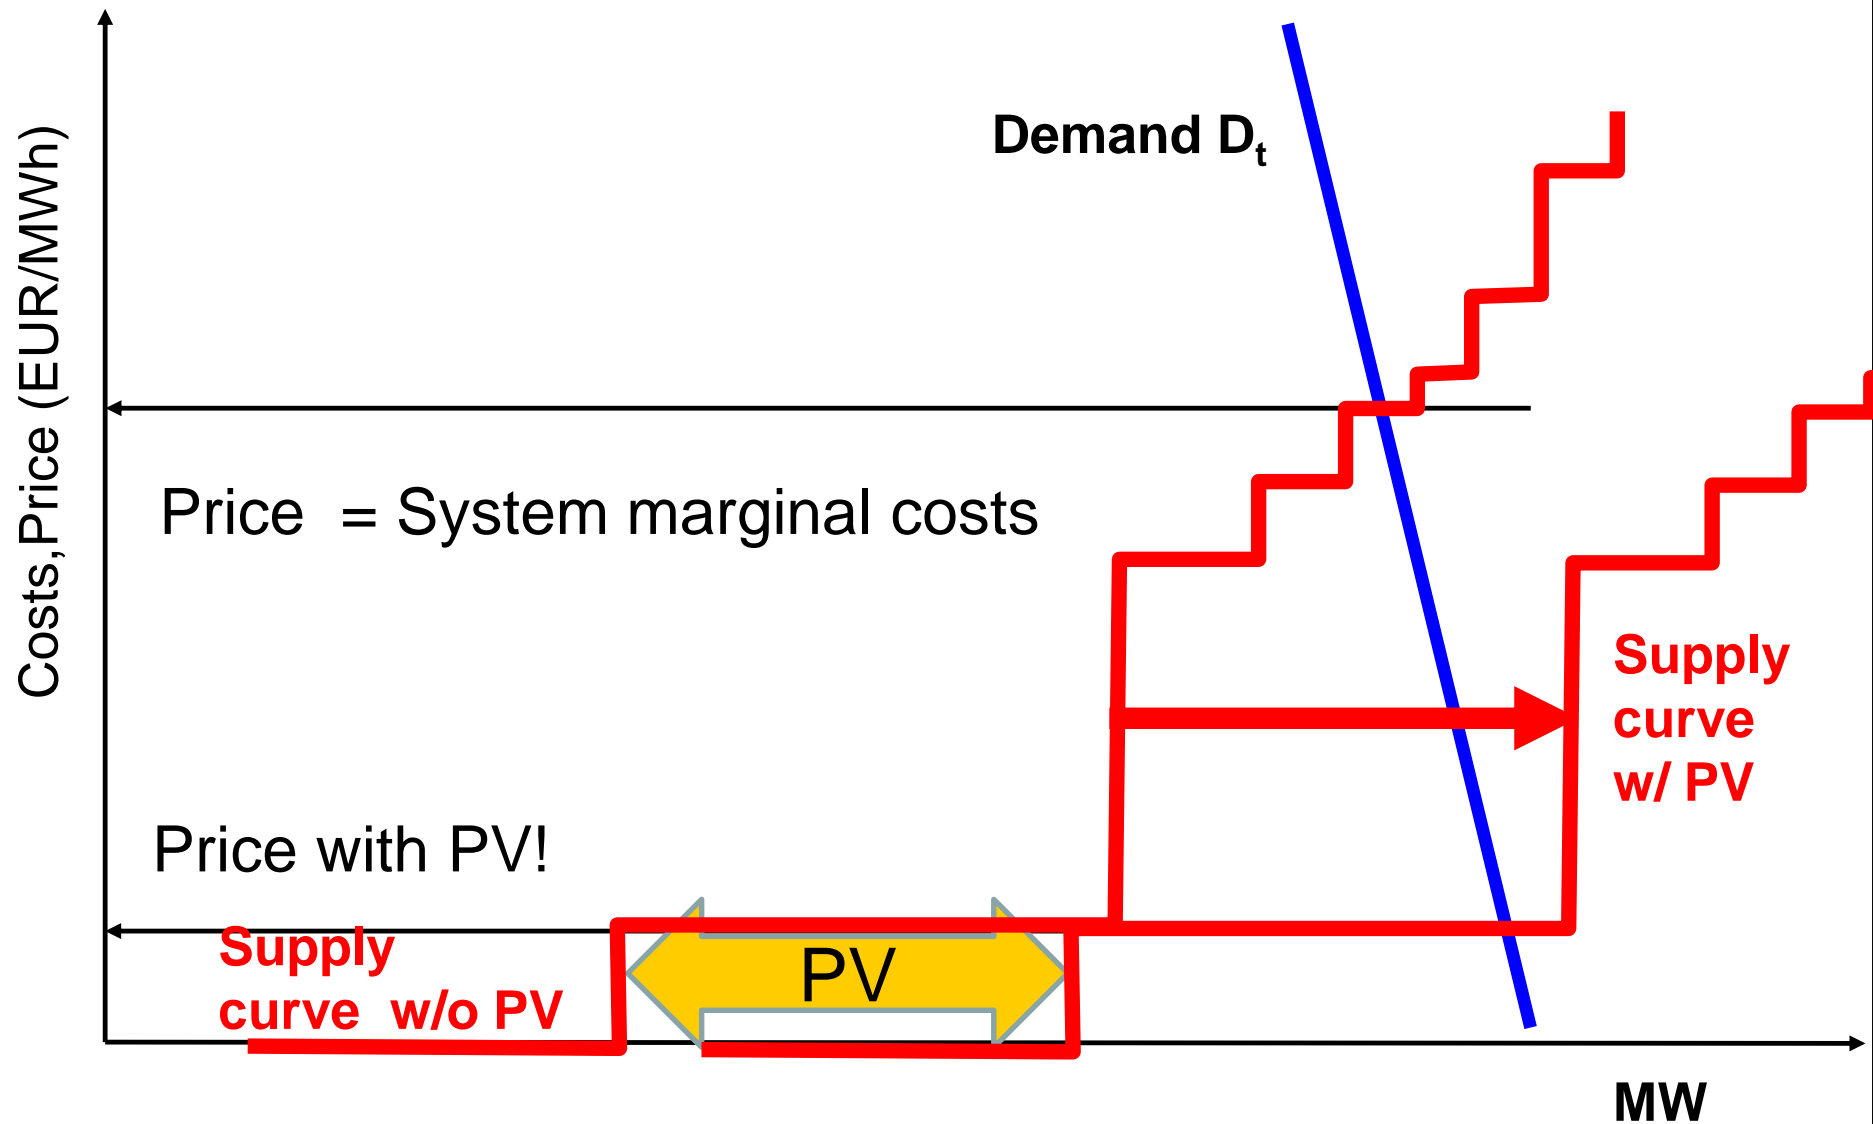 Costs,Price (EUR/MWh)
Demand Dt
Price = System marginal costs
Supply
curve
w/ PV
Price with PV!
Supply
curve w/o PV
PV
MW